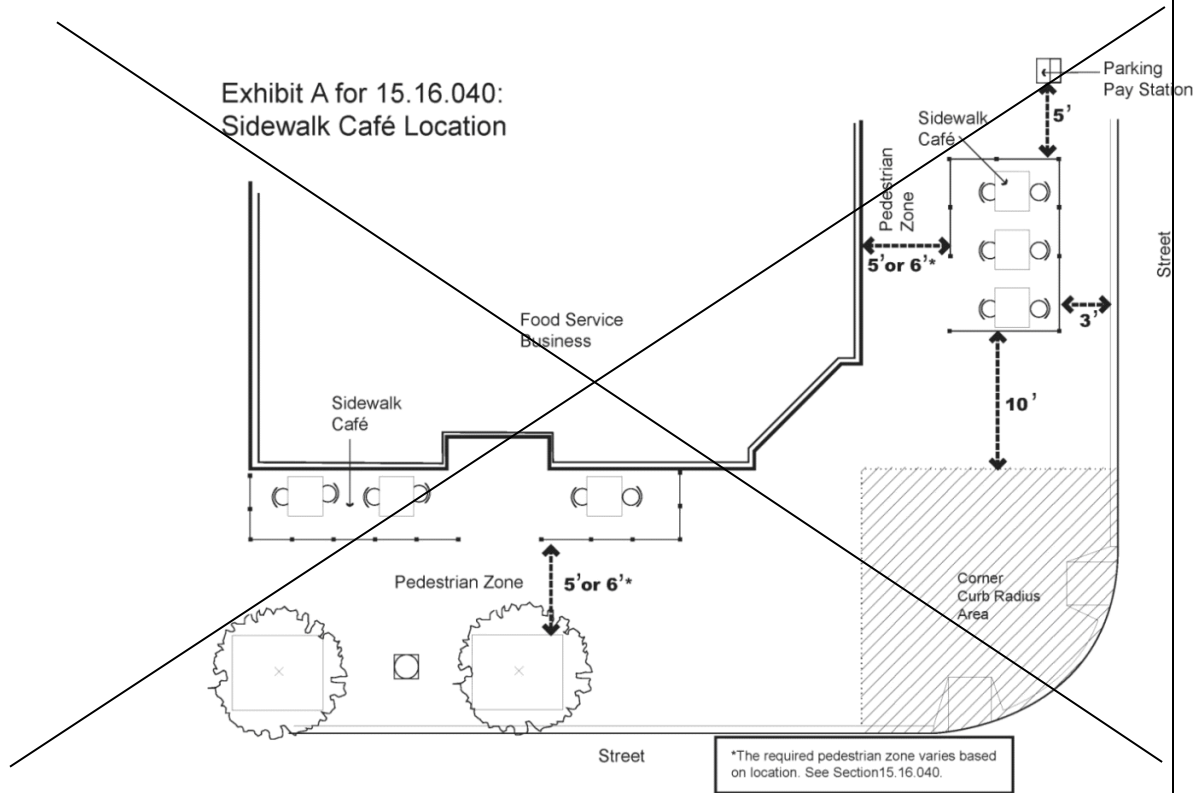 Exhibit A for 15.16.040:
Sidewalk Café Location
Parking
Pay Station
5’
Sidewalk
Café
Pedestrian
Zone
5’or 6’*
Street
3’
10’
Food Service
Business
Sidewalk
Café
Pedestrian Zone
5’or 6’*
Corner
Curb Radius
Area
Street
*The required pedestrian zone varies based
on location. See Section15.16.040.